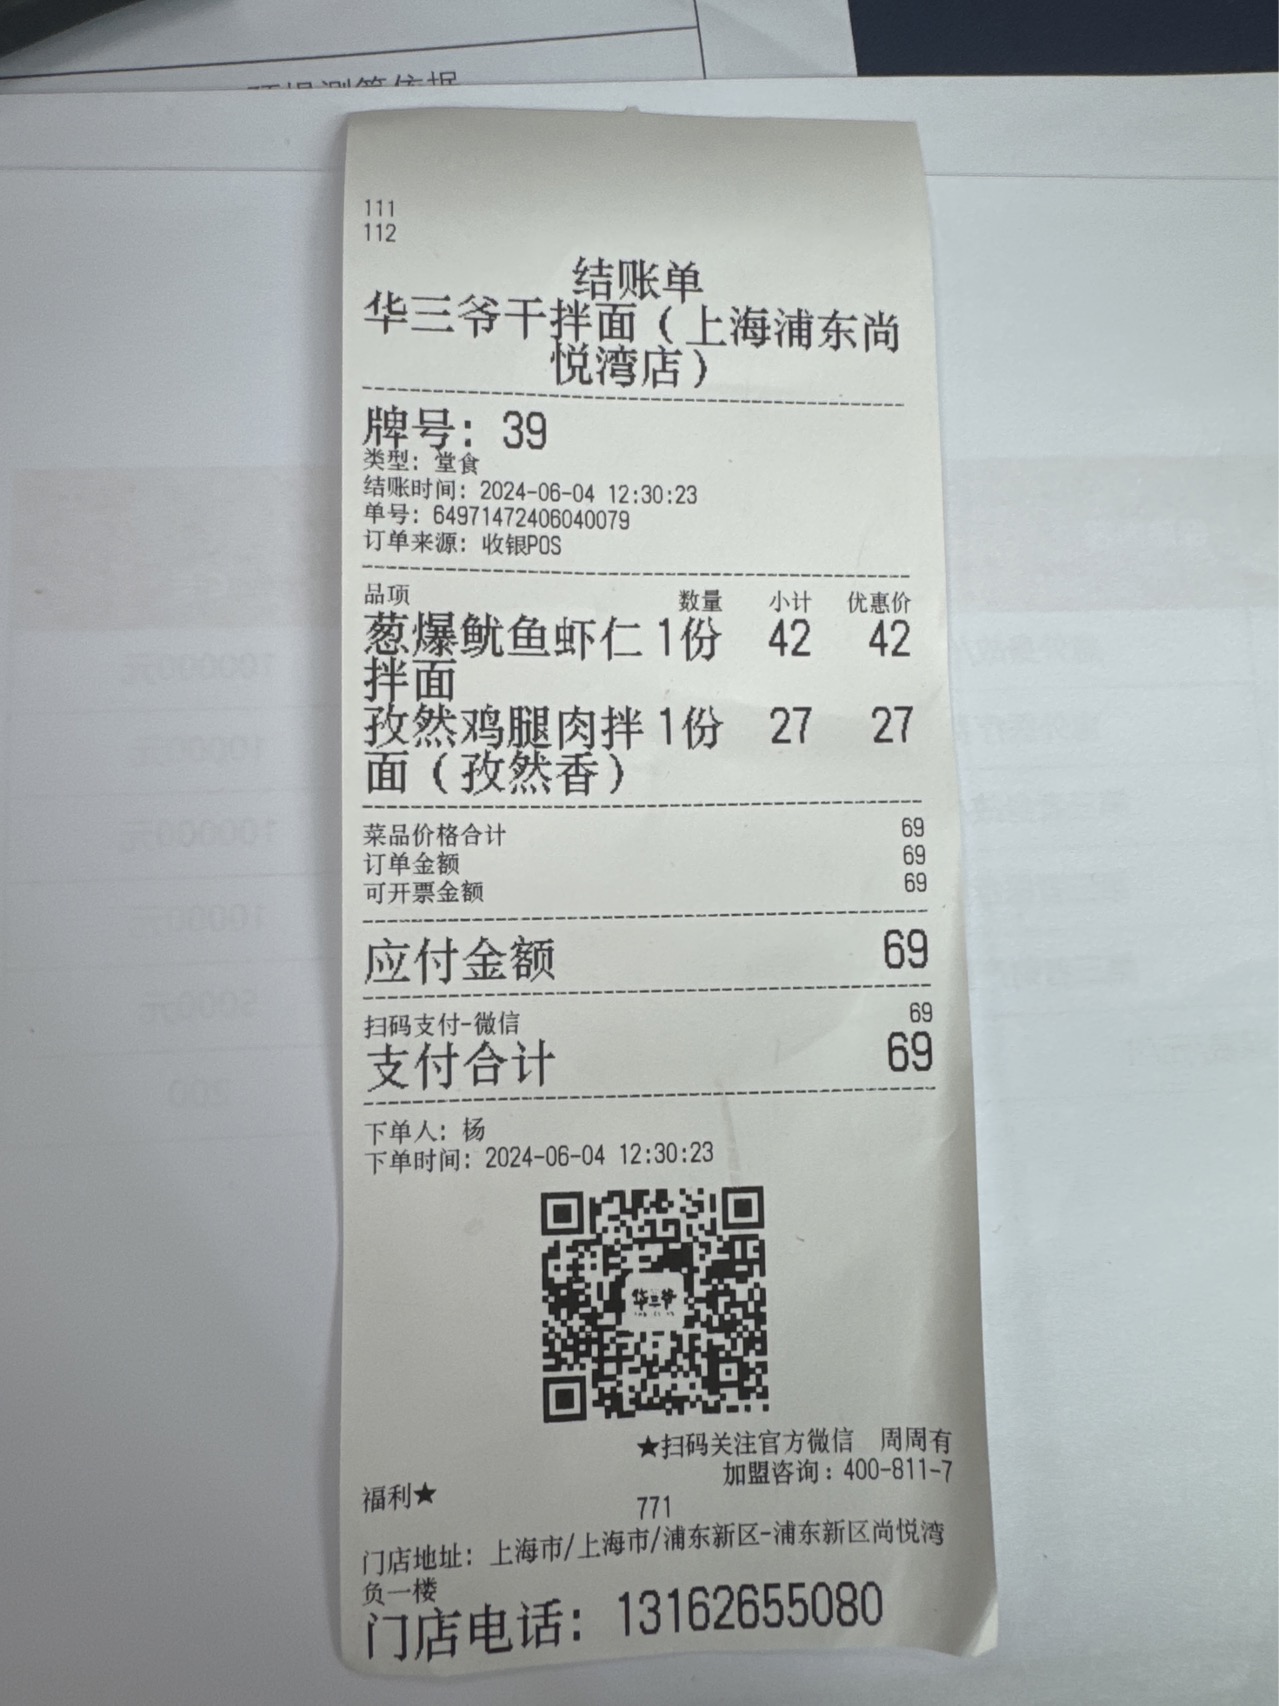 111
112
结账单
华三爷干拌面（上海浦东尚
悦湾店）
牌号：39
类型：堂食
结账时间：2024-06-04 12:30:23
单号：64971472406040079
订单来源：收银POS
品项 数量 小计 优惠价
葱爆鱿鱼虾仁 1份 42 42
拌面
孜然鸡腿肉拌 1份 27 27
面（孜然香）
菜品价格合计 69
订单金额 69
可开票金额 69
应付金额 69
扫码支付-微信 69
支付合计 69
下单人：杨
下单时间：2024-06-04 12:30:23
华三爷
★扫码关注官方微信 周周有
福利★
加盟咨询：400-811-7
771
门店地址：上海市/上海市/浦东新区-浦东新区尚悦湾
负一楼
门店电话：13162655080